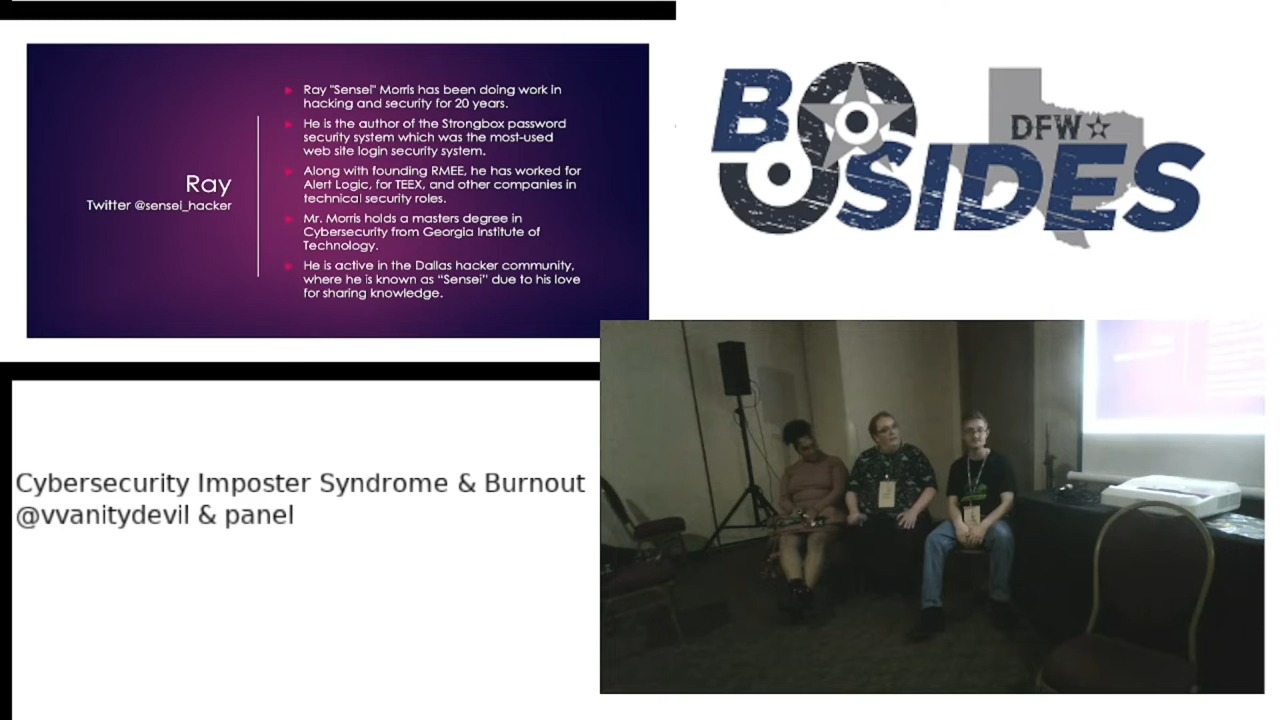 Ray
Twitter @sensei_hacker
Ray "Sensei" Morris has been doing work in
hacking and security for 20 years.
He is the author of the Strongbox password
security system which was the most-used
web site login security system.
Along with founding RMEE, he has worked for
Alert Logic, for TEEX, and other companies in
technical security roles.
Mr. Morris holds a masters degree in
Cybersecurity from Georgia Institute of
Technology.
He is active in the Dallas hacker community,
where he is known as “Sensei” due to his love
for sharing knowledge.
BSIDES
DFW
Cybersecurity Imposter Syndrome & Burnout
@vvanitydevil & panel